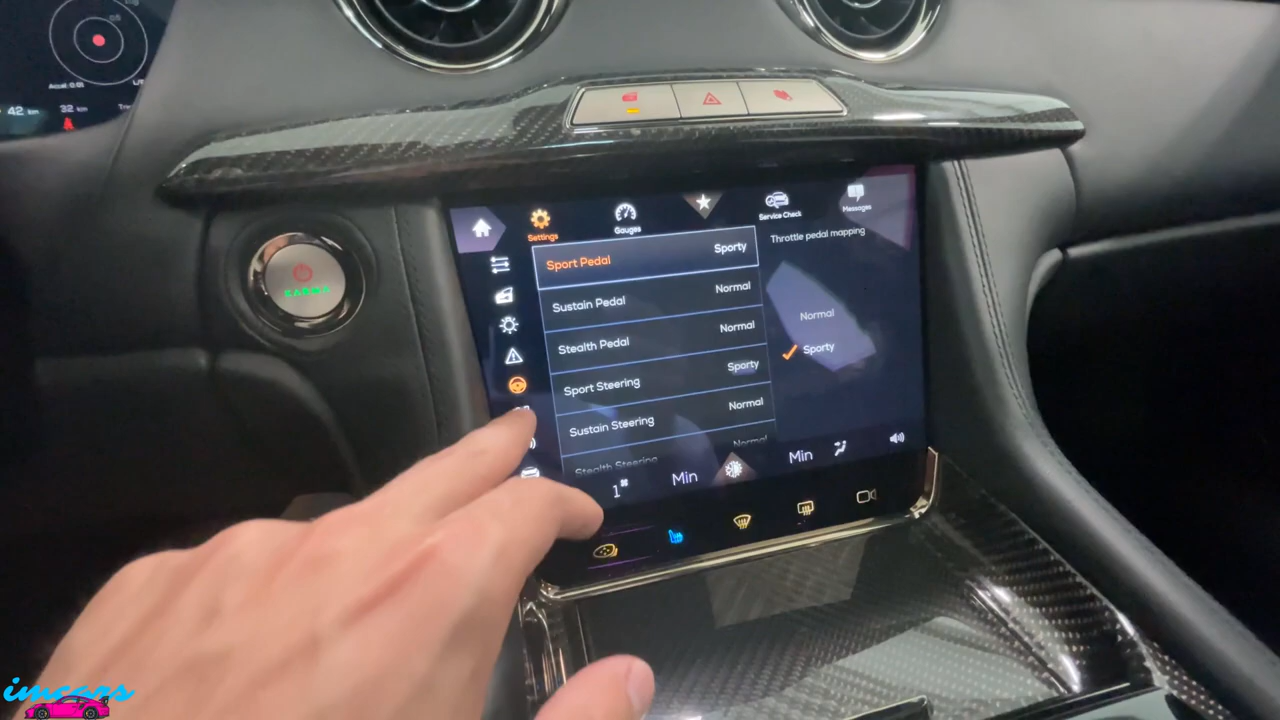 Accel: 0.01
42 km
32 km
KARMA
Settings
Gauges
Service Check
Messages
Sport Pedal Sporty
Sustain Pedal Normal
Stealth Pedal Normal
Sport Steering Sporty
Sustain Steering Normal
Stealth Steering Normal
Throttle pedal mapping
Normal
Sporty
1
Min
Min
imcars